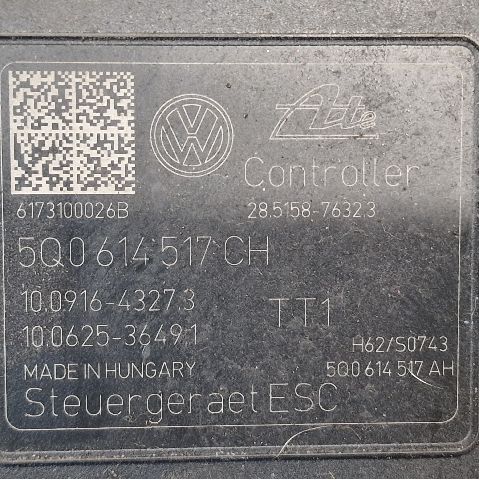 Ate
Controller
6173100026B
28.5158-7632.3
5Q0 614 517 CH
10.0916-4327.3
TT1
10.0625-3649.1
H62/S0743
MADE IN HUNGARY
5Q0 614 517 AH
Steuergeraet ESC